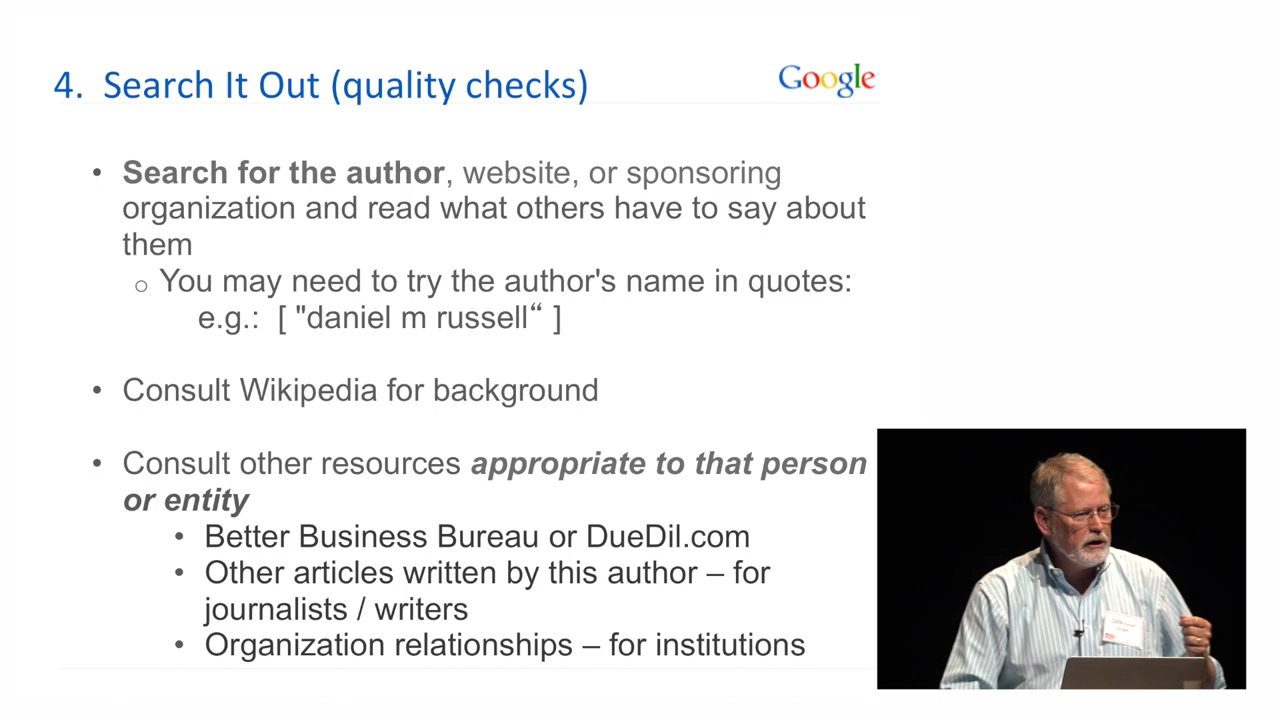 4. Search It Out (quality checks)
Google
• Search for the author, website, or sponsoring
organization and read what others have to say about
them
o You may need to try the author's name in quotes:
e.g.: [ "daniel m russell“ ]
• Consult Wikipedia for background
• Consult other resources appropriate to that person
or entity
• Better Business Bureau or DueDil.com
• Other articles written by this author – for
journalists / writers
• Organization relationships – for institutions
DAN